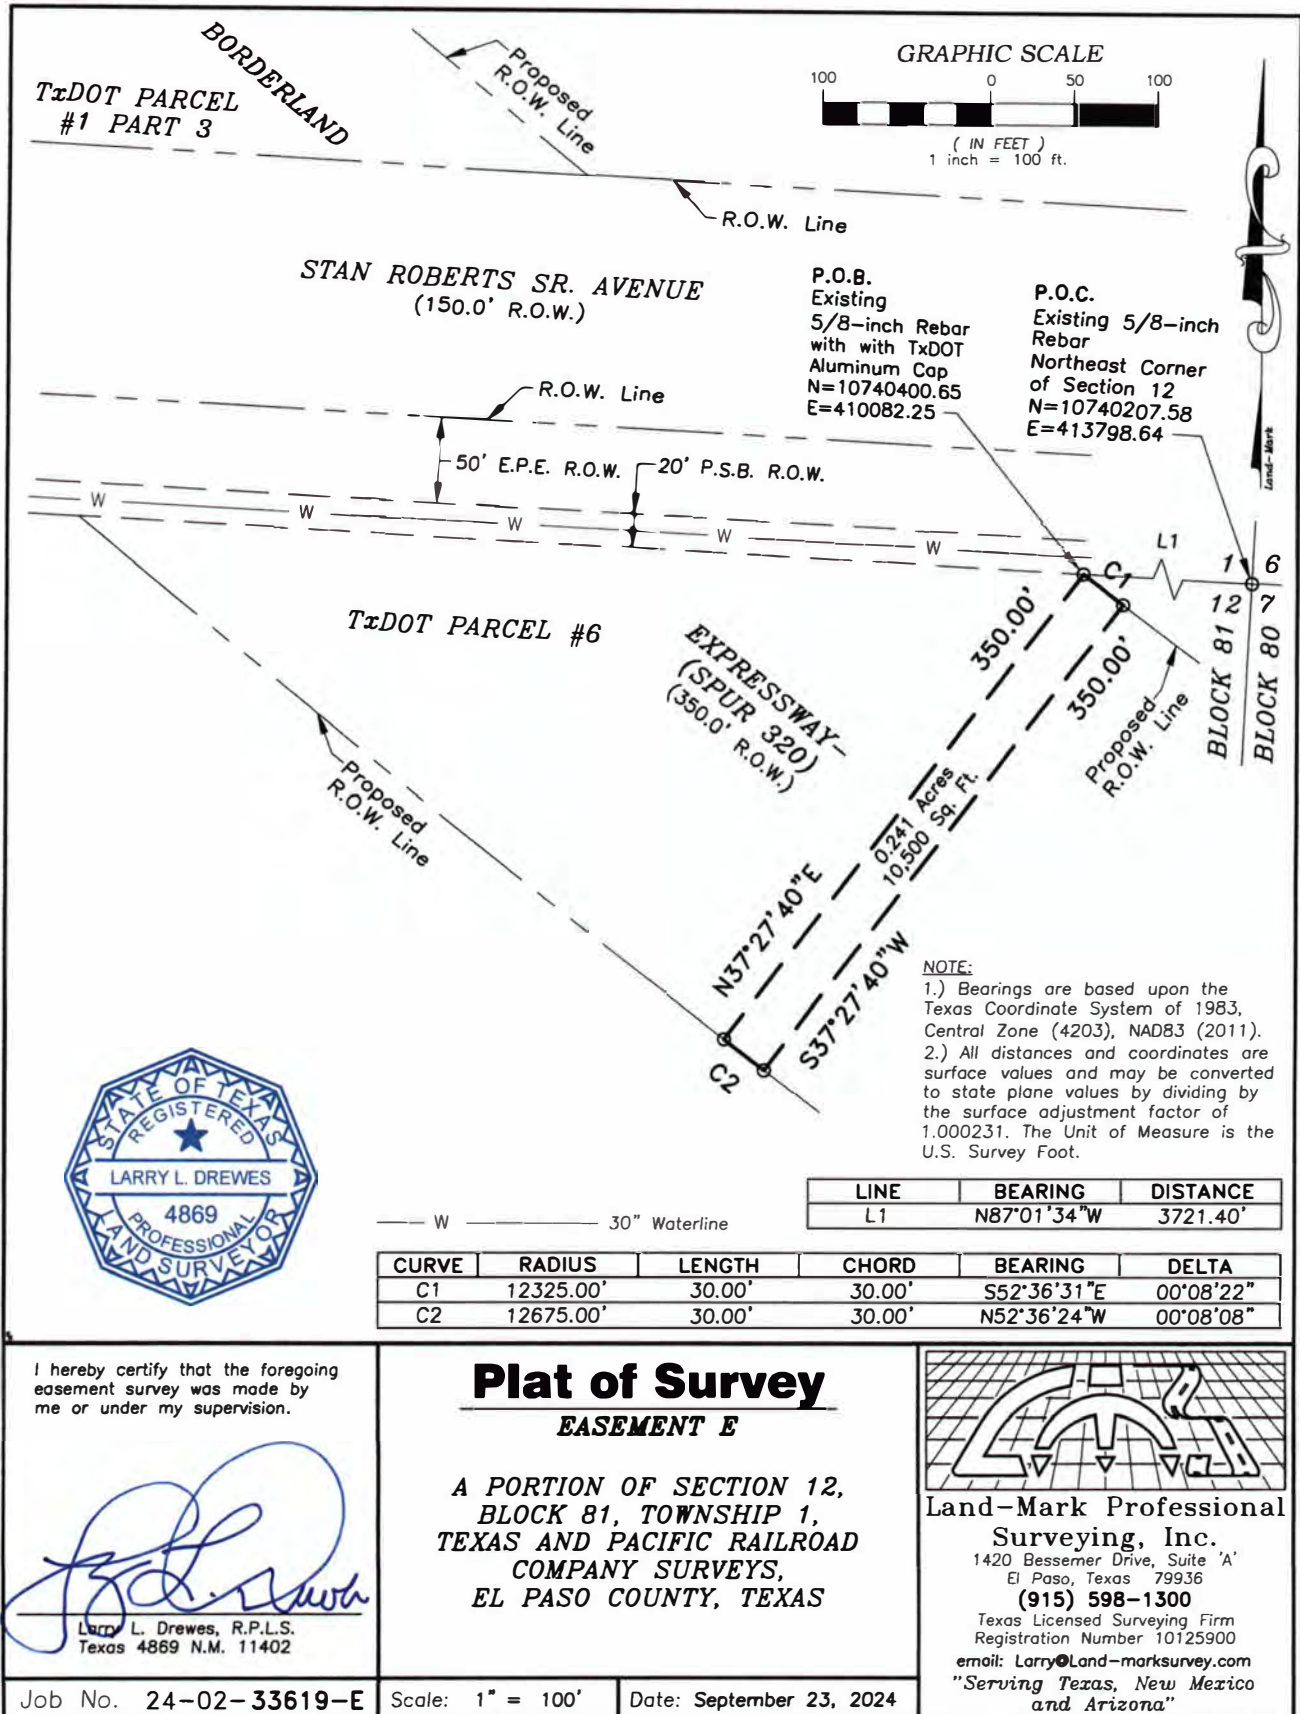 BORDERLAND
TxDOT PARCEL
#1 PART 3
Proposed
R.O.W. Line
GRAPHIC SCALE
100 0 50 100
( IN FEET )
1 inch = 100 ft.
R.O.W. Line
STAN ROBERTS SR. AVENUE
(150.0' R.O.W.)
P.O.B.
Existing
5/8-inch Rebar
with with TxDOT
Aluminum Cap
N=10740400.65
E=410082.25
P.O.C.
Existing 5/8-inch
Rebar
Northeast Corner
of Section 12
N=10740207.58
E=413798.64
Land-Mark
R.O.W. Line
50' E.P.E. R.O.W.
20' P.S.B. R.O.W.
W W W W W
L1
C1
1 6
12 7
BLOCK 81
BLOCK 80
TxDOT PARCEL #6
EXPRESSWAY-
(SPUR 320)
(350.0' R.O.W.)
350.00'
350.00'
Proposed
R.O.W. Line
Proposed
R.O.W. Line
0.241 Acres
10,500 Sq. Ft.
N37°27'40"E
S37°27'40"W
C2
NOTE:
1.) Bearings are based upon the
Texas Coordinate System of 1983,
Central Zone (4203), NAD83 (2011).
2.) All distances and coordinates are
surface values and may be converted
to state plane values by dividing by
the surface adjustment factor of
1.000231. The Unit of Measure is the
U.S. Survey Foot.
STATE OF TEXAS
REGISTERED
LARRY L. DREWES
4869
PROFESSIONAL
LAND SURVEYOR
W 30" Waterline
LINE BEARING DISTANCE
L1 N87°01'34"W 3721.40'
CURVE RADIUS LENGTH CHORD BEARING DELTA
C1 12325.00' 30.00' 30.00' S52°36'31"E 00°08'22"
C2 12675.00' 30.00' 30.00' N52°36'24"W 00°08'08"
I hereby certify that the foregoing
easement survey was made by
me or under my supervision.
Larry L. Drewes, R.P.L.S.
Texas 4869 N.M. 11402
Job No. 24-02-33619-E
Plat of Survey
EASEMENT E
A PORTION OF SECTION 12,
BLOCK 81, TOWNSHIP 1,
TEXAS AND PACIFIC RAILROAD
COMPANY SURVEYS,
EL PASO COUNTY, TEXAS
Scale: 1" = 100'
Date: September 23, 2024
Land-Mark Professional
Surveying, Inc.
1420 Bessemer Drive, Suite 'A'
El Paso, Texas 79936
(915) 598-1300
Texas Licensed Surveying Firm
Registration Number 10125900
email: Larry@Land-marksurvey.com
"Serving Texas, New Mexico
and Arizona"